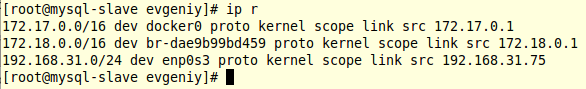 [root@mysql-slave evgeniy]# ip r
172.17.0.0/16 dev docker0 proto kernel scope link src 172.17.0.1
172.18.0.0/16 dev br-dae9b99bd459 proto kernel scope link src 172.18.0.1
192.168.31.0/24 dev enp0s3 proto kernel scope link src 192.168.31.75
[root@mysql-slave evgeniy]#